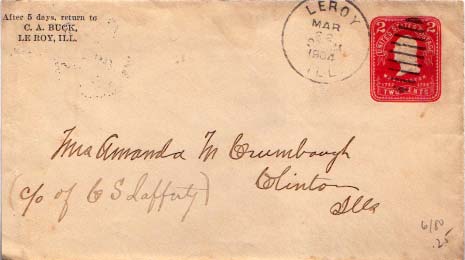 After 5 days, return to
C. A. BUCK,
LE ROY, ILL.
LEROY
MAR
1904
ILL.
2 2
TWO CENTS
Mrs Amanda M Crumbaugh
(c/o of C S Lafferty)
Clinton
Ills
6/80
.25